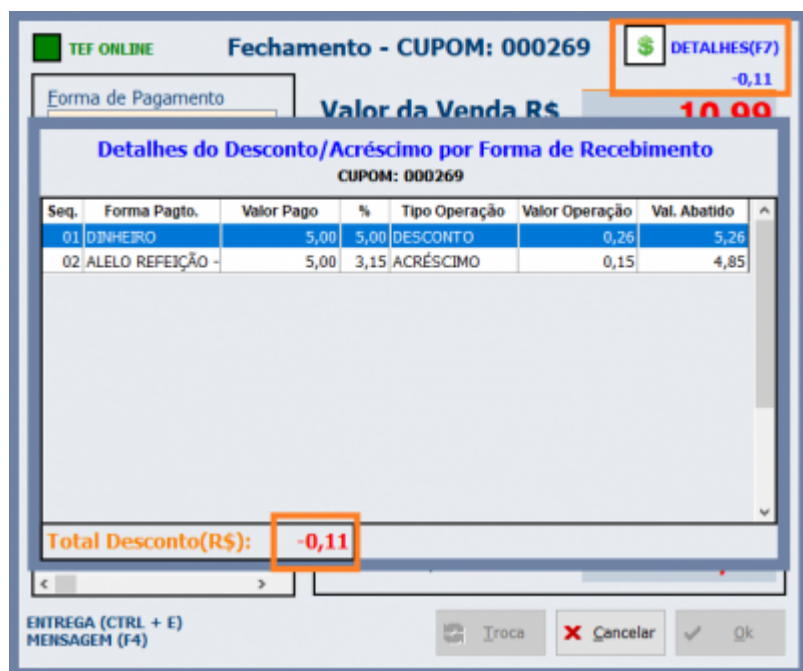 TEF ONLINE Fechamento - CUPOM: 000269 $ DETALHES(F7)
-0,11
Forma de Pagamento
Valor da Venda R$ 10,99
Detalhes do Desconto/Acréscimo por Forma de Recebimento
CUPOM: 000269
Seq. Forma Pagto. Valor Pago % Tipo Operação Valor Operação Val. Abatido
01 DINHEIRO 5,00 5,00 DESCONTO 0,26 5,26
02 ALELO REFEIÇÃO - 5,00 3,15 ACRÉSCIMO 0,15 4,85
Total Desconto(R$): -0,11
ENTREGA (CTRL + E)
MENSAGEM (F4)
Troca Cancelar Ok